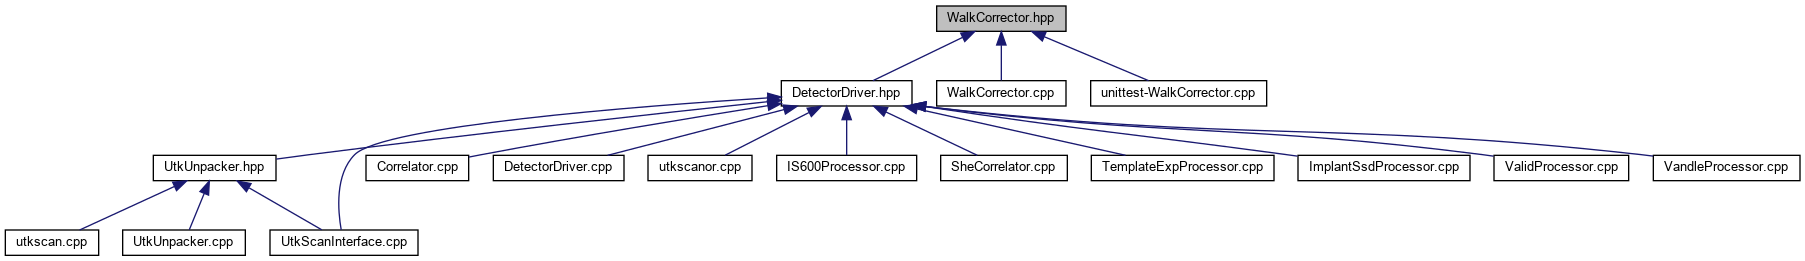 WalkCorrector.hpp
DetectorDriver.hpp
WalkCorrector.cpp
unittest-WalkCorrector.cpp
UtkUnpacker.hpp
Correlator.cpp
DetectorDriver.cpp
utkscanor.cpp
IS600Processor.cpp
SheCorrelator.cpp
TemplateExpProcessor.cpp
ImplantSsdProcessor.cpp
ValidProcessor.cpp
VandleProcessor.cpp
utkscan.cpp
UtkUnpacker.cpp
UtkScanInterface.cpp